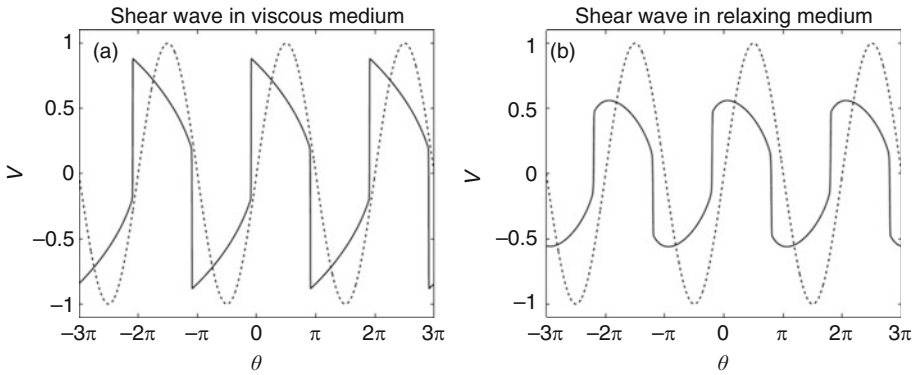 Shear wave in viscous medium
(a)
1
0.5
0
−0.5
−1
V
−3π −2π −π 0 π 2π 3π
θ
Shear wave in relaxing medium
(b)
1
0.5
0
−0.5
−1
V
−3π −2π −π 0 π 2π 3π
θ